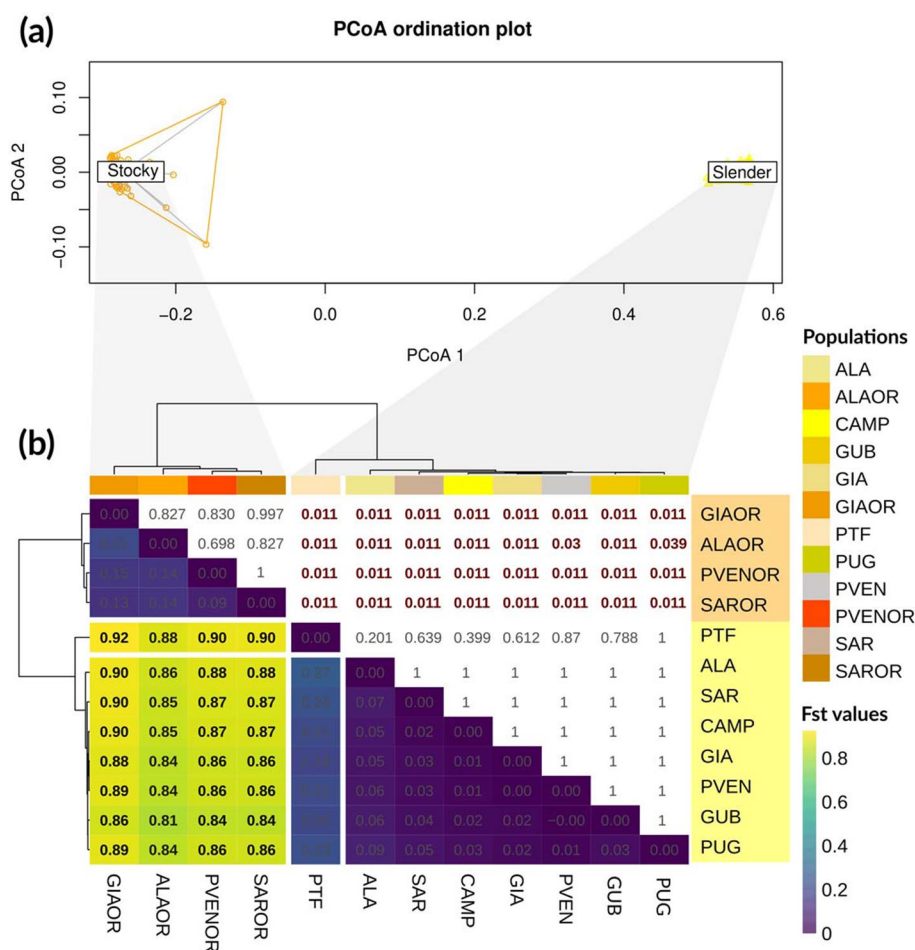 (a)
PCoA ordination plot
PCoA 2
0.10
0.00
−0.10
Stocky
Slender
−0.2
0.0
0.2
0.4
0.6
PCoA 1
Populations
ALA
ALAOR
CAMP
GUB
GIA
GIAOR
PTF
PUG
PVEN
PVENOR
SAR
SAROR
(b)
0.00 0.827 0.830 0.997 0.011 0.011 0.011 0.011 0.011 0.011 0.011 0.011 GIAOR
0.00 0.698 0.827 0.011 0.011 0.011 0.011 0.011 0.03 0.011 0.039 ALAOR
0.15 0.14 0.00 1 0.011 0.011 0.011 0.011 0.011 0.011 0.011 0.011 PVENOR
0.13 0.14 0.09 0.00 0.011 0.011 0.011 0.011 0.011 0.011 0.011 0.011 SAROR
0.92 0.88 0.90 0.90 0.00 0.201 0.639 0.399 0.612 0.87 0.788 1 PTF
0.90 0.86 0.88 0.88 0.00 1 1 1 1 1 1 ALA
0.90 0.85 0.87 0.87 0.07 0.00 1 1 1 1 1 SAR
0.90 0.85 0.87 0.87 0.05 0.02 0.00 1 1 1 1 CAMP
0.88 0.84 0.86 0.86 0.05 0.03 0.01 0.00 1 1 1 GIA
0.89 0.84 0.86 0.86 0.06 0.03 0.01 0.00 0.00 1 1 PVEN
0.86 0.81 0.84 0.84 0.06 0.04 0.02 0.02 −0.00 0.00 1 GUB
0.89 0.84 0.86 0.86 0.09 0.05 0.03 0.02 0.01 0.03 0.00 PUG
GIAOR
ALAOR
PVENOR
SAROR
PTF
ALA
SAR
CAMP
GIA
PVEN
GUB
PUG
Fst values
0.8
0.6
0.4
0.2
0